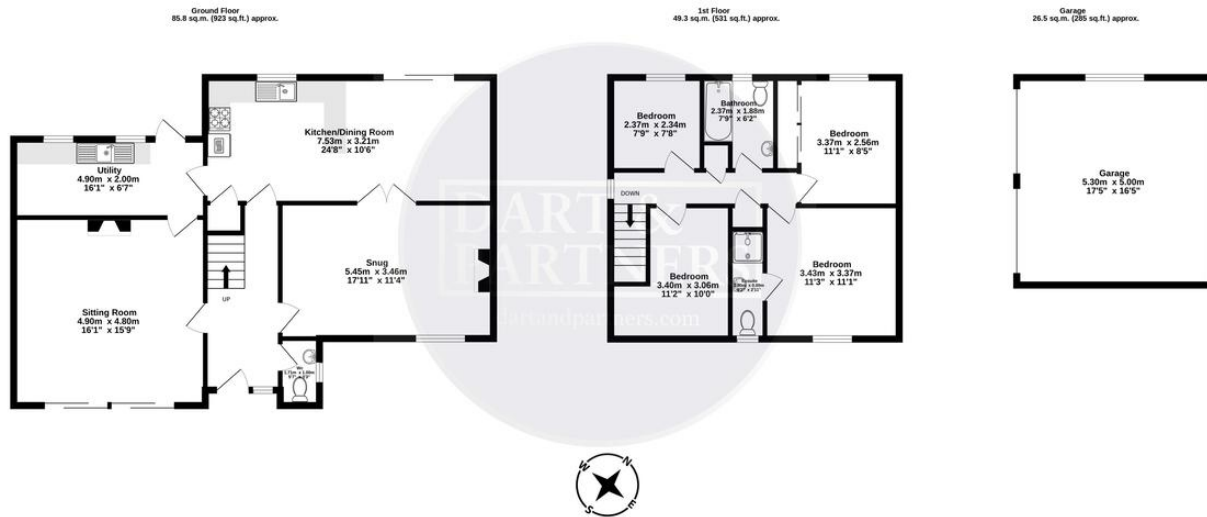 Ground Floor
85.8 sq.m. (923 sq.ft.) approx.
1st Floor
49.3 sq.m. (531 sq.ft.) approx.
Garage
26.5 sq.m. (285 sq.ft.) approx.
Kitchen/Dining Room
7.53m x 3.21m
24'8" x 10'6"
Utility
4.90m x 2.00m
16'1" x 6'7"
Snug
5.45m x 3.46m
17'11" x 11'4"
UP
Sitting Room
4.90m x 4.80m
16'1" x 15'9"
Bedroom
2.37m x 2.34m
7'9" x 7'8"
Bathroom
2.37m x 1.88m
7'9" x 6'2"
Bedroom
3.37m x 2.56m
11'1" x 8'5"
DOWN
Bedroom
3.40m x 3.06m
11'2" x 10'0"
Bedroom
3.43m x 3.37m
11'3" x 11'1"
Garage
5.30m x 5.00m
17'5" x 16'5"
DART &
PARTNERS
dartandpartners.com
N
W
E
S